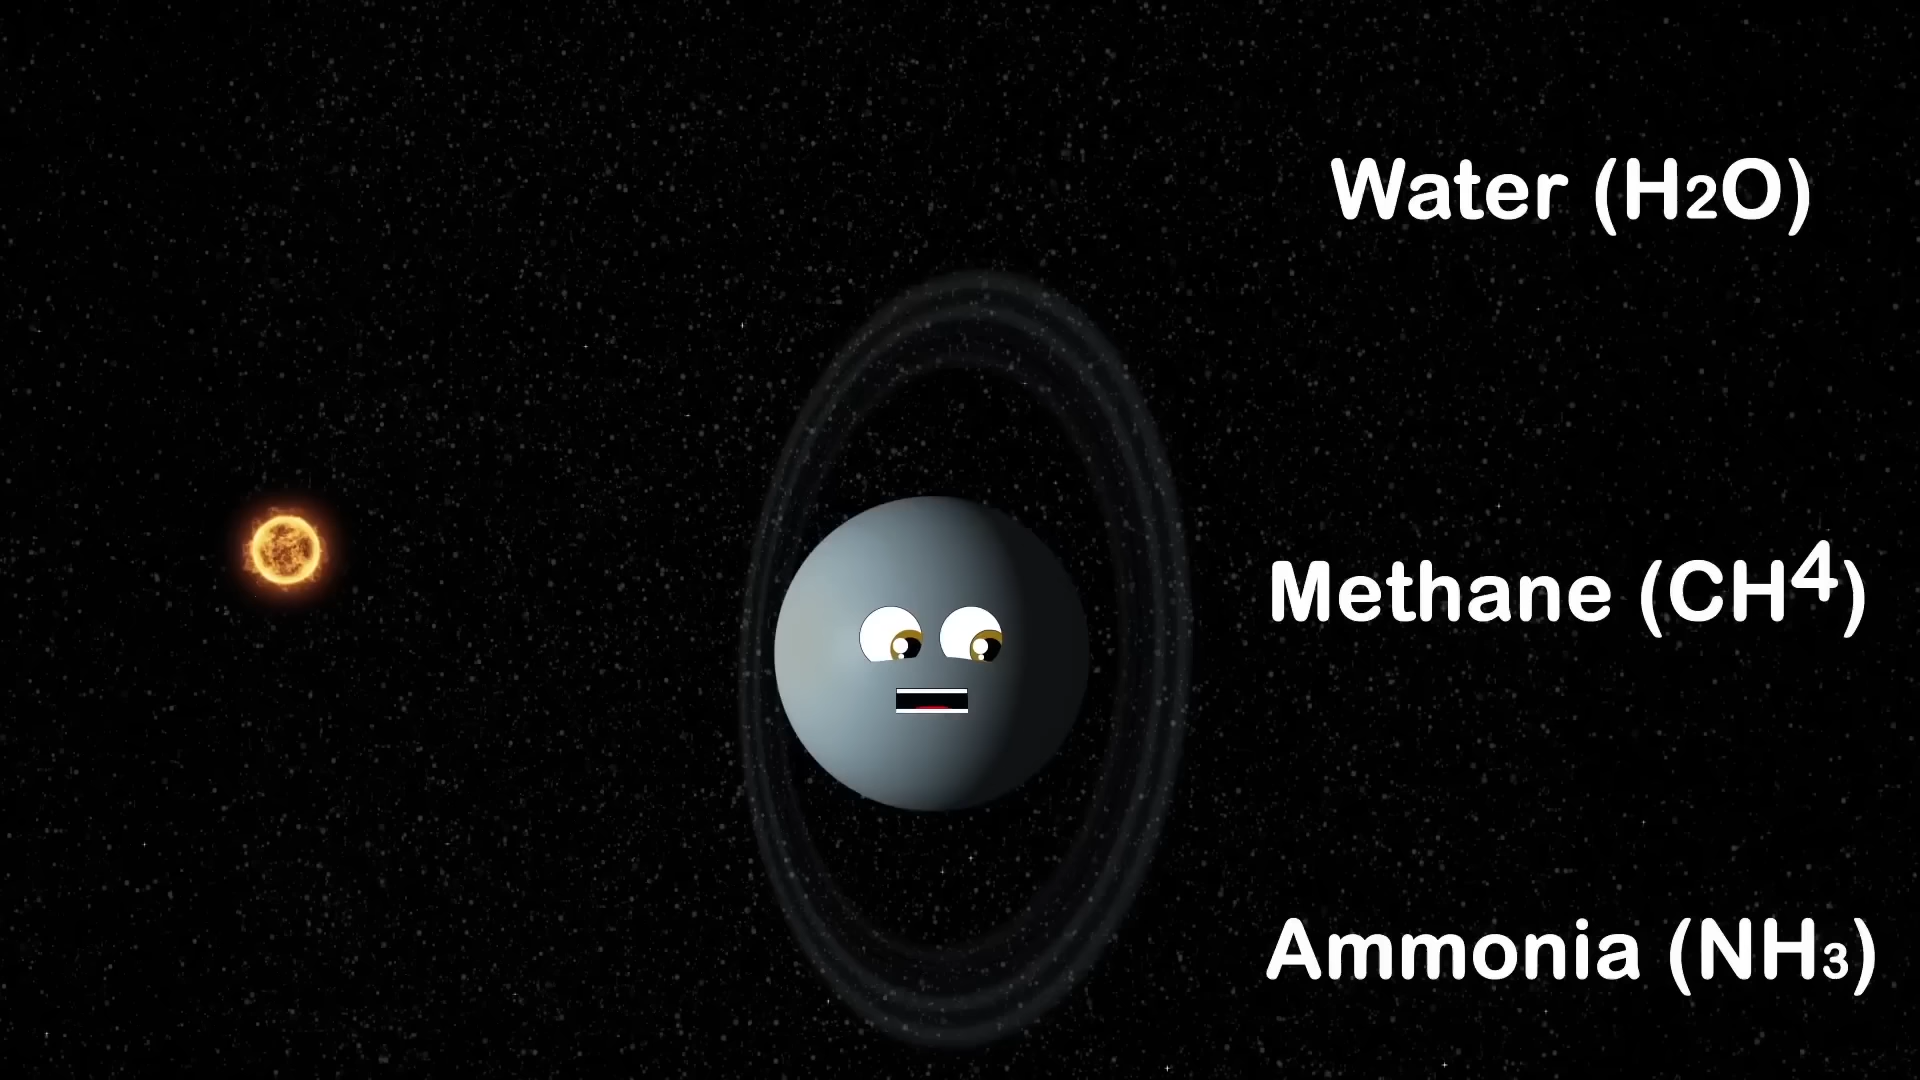 Water (H2O)
Methane (CH⁴)
Ammonia (NH₃)